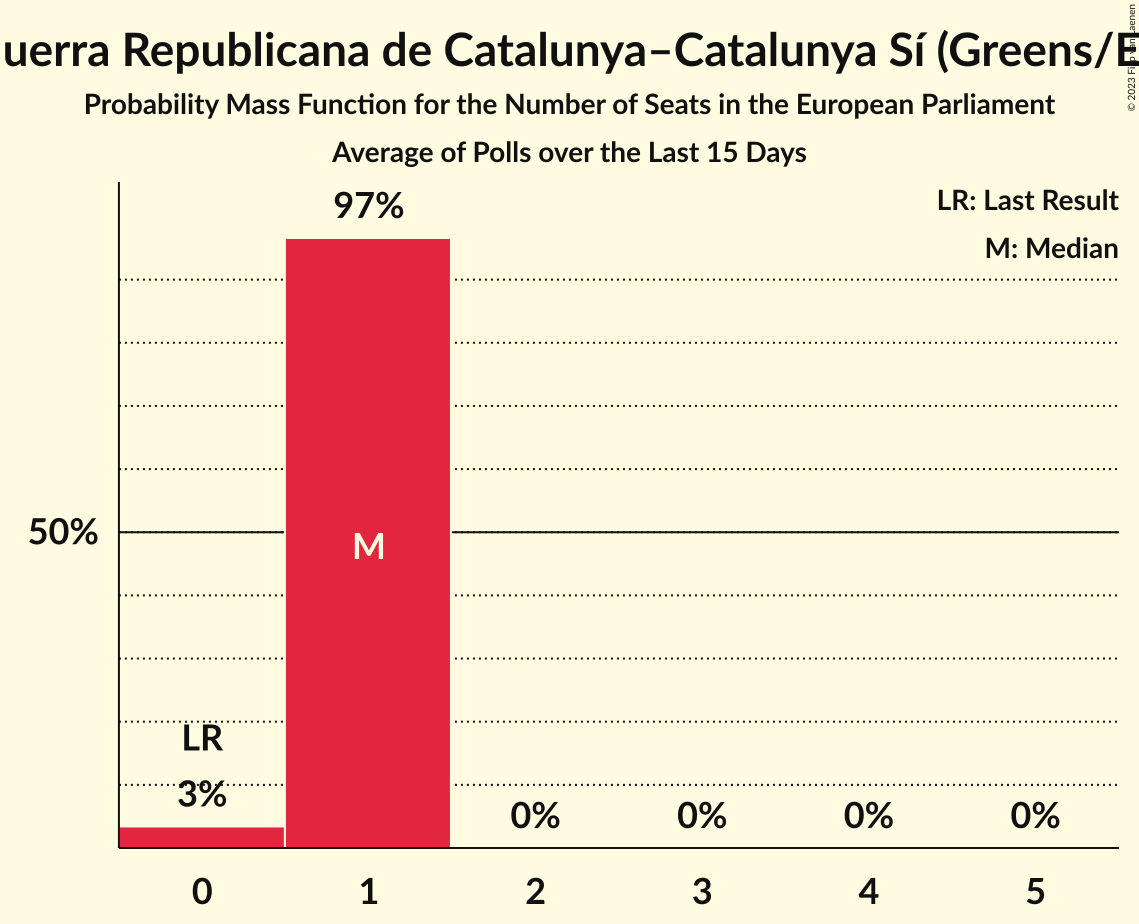 uerra Republicana de Catalunya–Catalunya Sí (Greens/E
Probability Mass Function for the Number of Seats in the European Parliament
Average of Polls over the Last 15 Days
© 2023 Filip van Laenen
LR: Last Result
M: Median
97%
50%
M
LR
3%
0% 0% 0% 0%
0 1 2 3 4 5